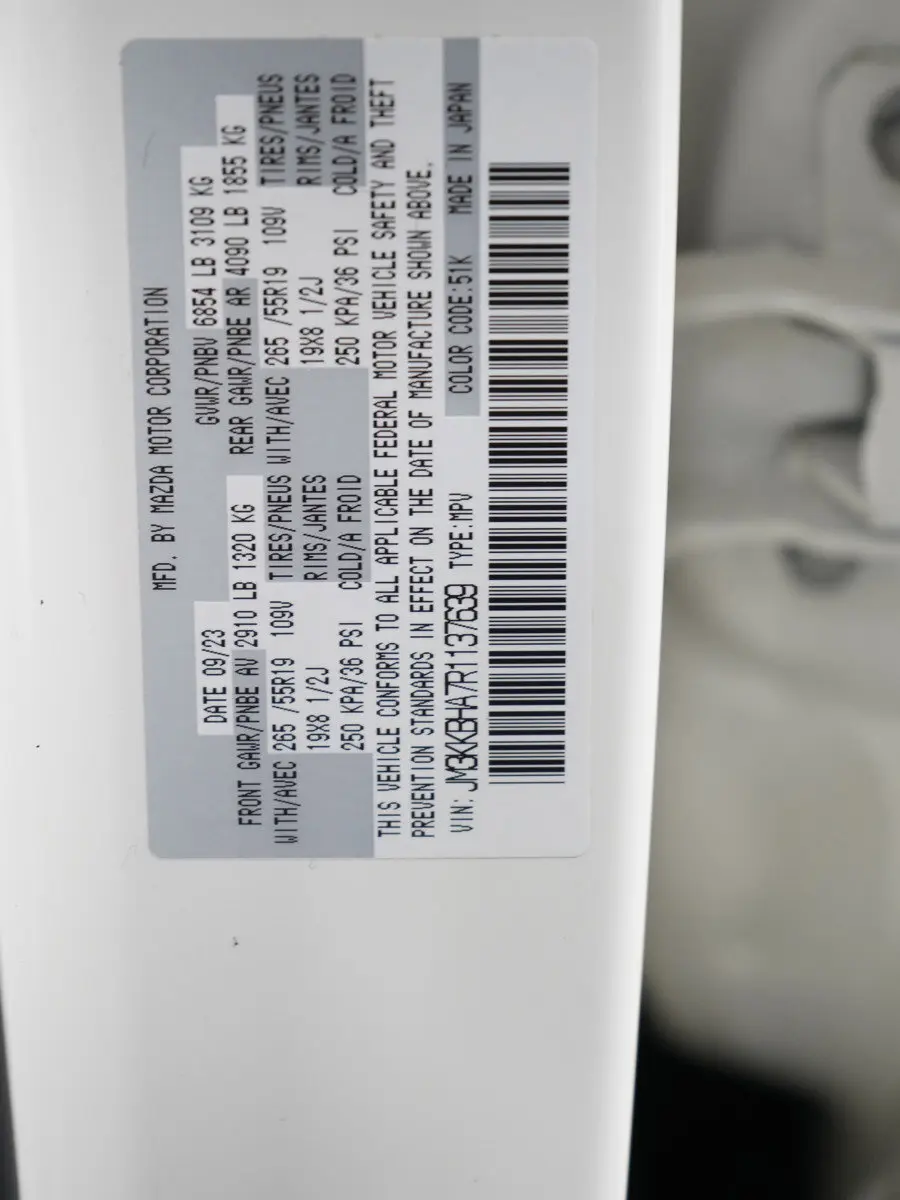 MFD. BY MAZDA MOTOR CORPORATION
DATE 09/23 GVWR/PNBV 6854 LB 3109 KG
FRONT GAWR/PNBE AV 2910 LB 1320 KG REAR GAWR/PNBE AR 4090 LB 1855 KG
WITH/AVEC 265 /55R19 109V TIRES/PNEUS WITH/AVEC 265 /55R19 109V TIRES/PNEUS
19X8 1/2J RIMS/JANTES 19X8 1/2J RIMS/JANTES
250 KPA/36 PSI COLD/A FROID 250 KPA/36 PSI COLD/A FROID
THIS VEHICLE CONFORMS TO ALL APPLICABLE FEDERAL MOTOR VEHICLE SAFETY AND THEFT
PREVENTION STANDARDS IN EFFECT ON THE DATE OF MANUFACTURE SHOWN ABOVE.
VIN: JM3KKBHA7R1137639 TYPE:MPV COLOR CODE:51K MADE IN JAPAN